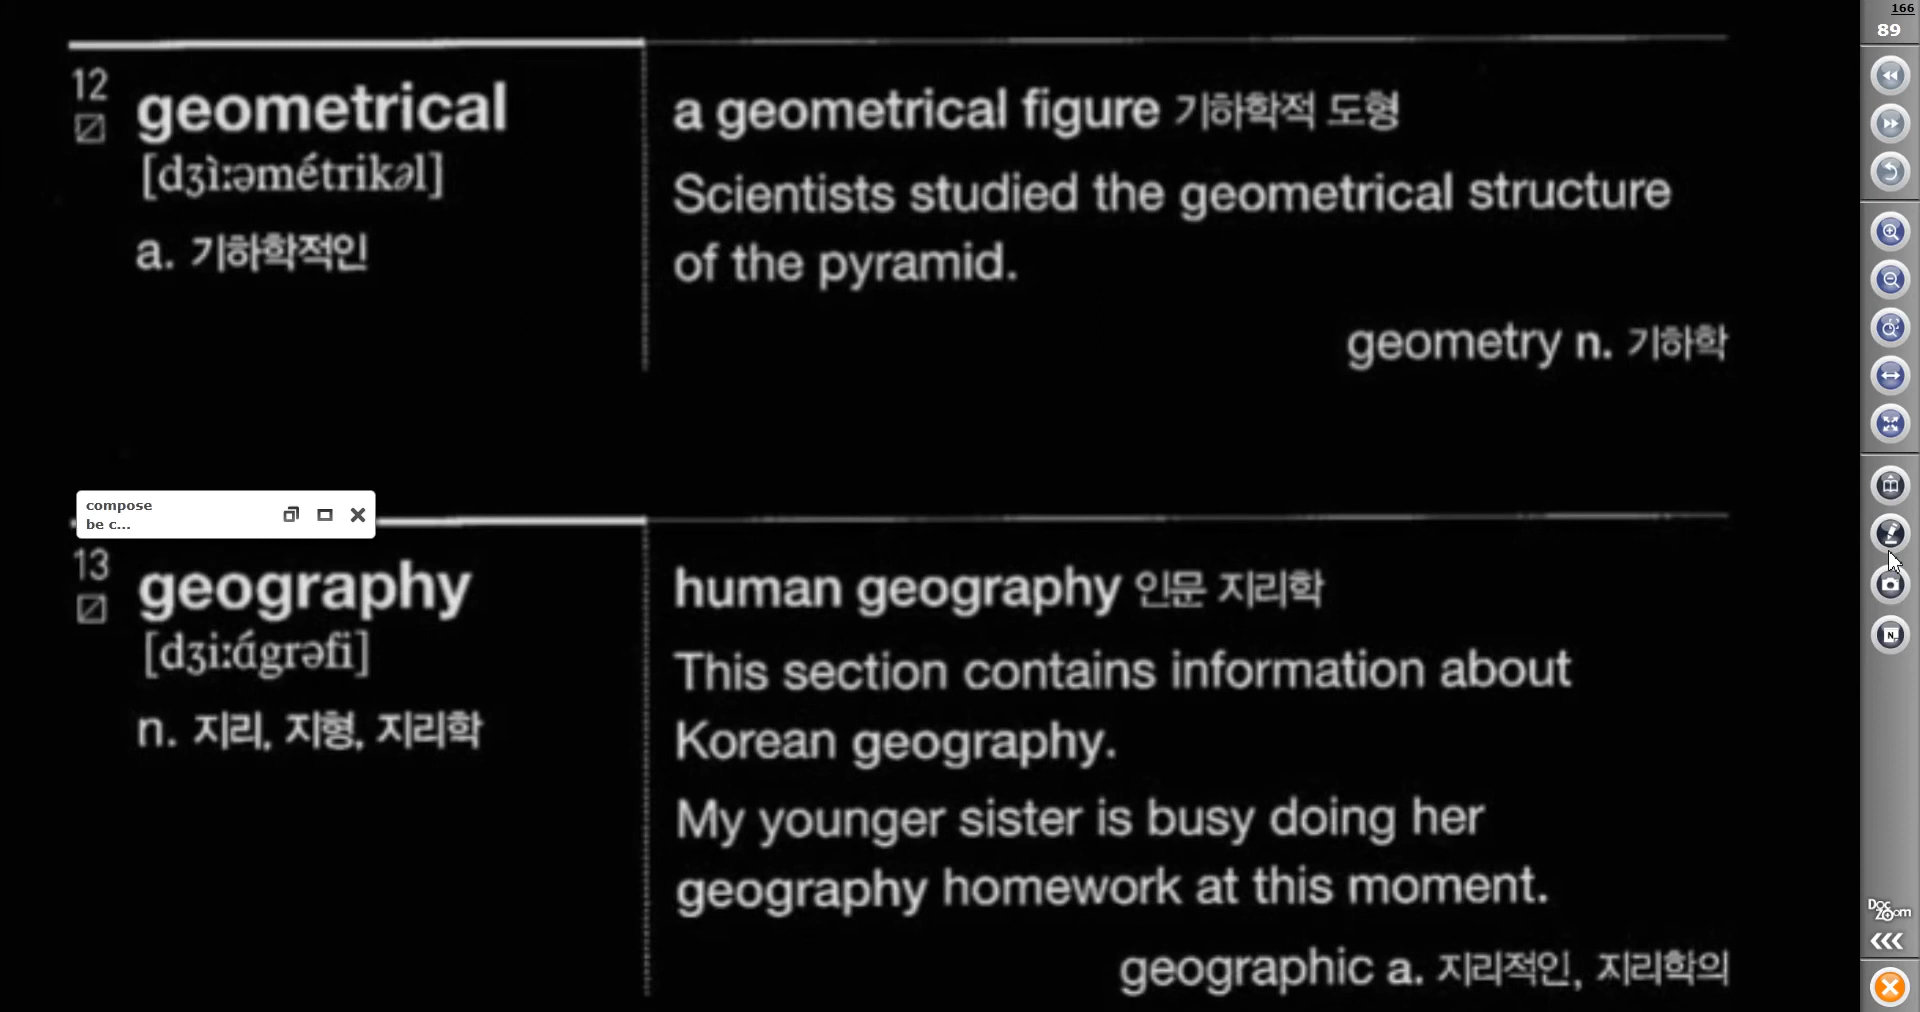 166
89
12
geometrical
[dʒìːəmétrikəl]
a. 기하학적인
a geometrical figure 기하학적 도형
Scientists studied the geometrical structure
of the pyramid.
geometry n. 기하학
compose
be c...
13
geography
[dʒiːɑ́grəfi]
n. 지리, 지형, 지리학
human geography 인문 지리학
This section contains information about
Korean geography.
My younger sister is busy doing her
geography homework at this moment.
geographic a. 지리적인, 지리학의
N
Doc
Zoom